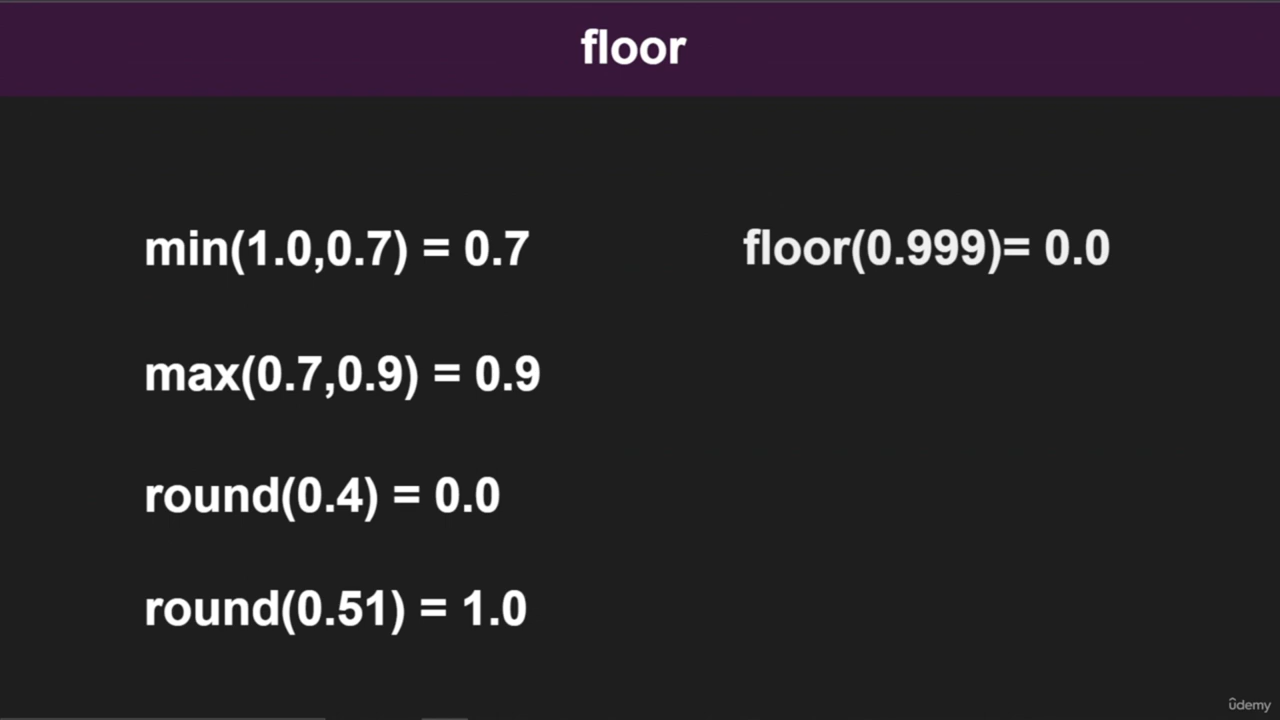 floor
min(1.0,0.7) = 0.7
max(0.7,0.9) = 0.9
round(0.4) = 0.0
round(0.51) = 1.0
floor(0.999)= 0.0
ûdemy